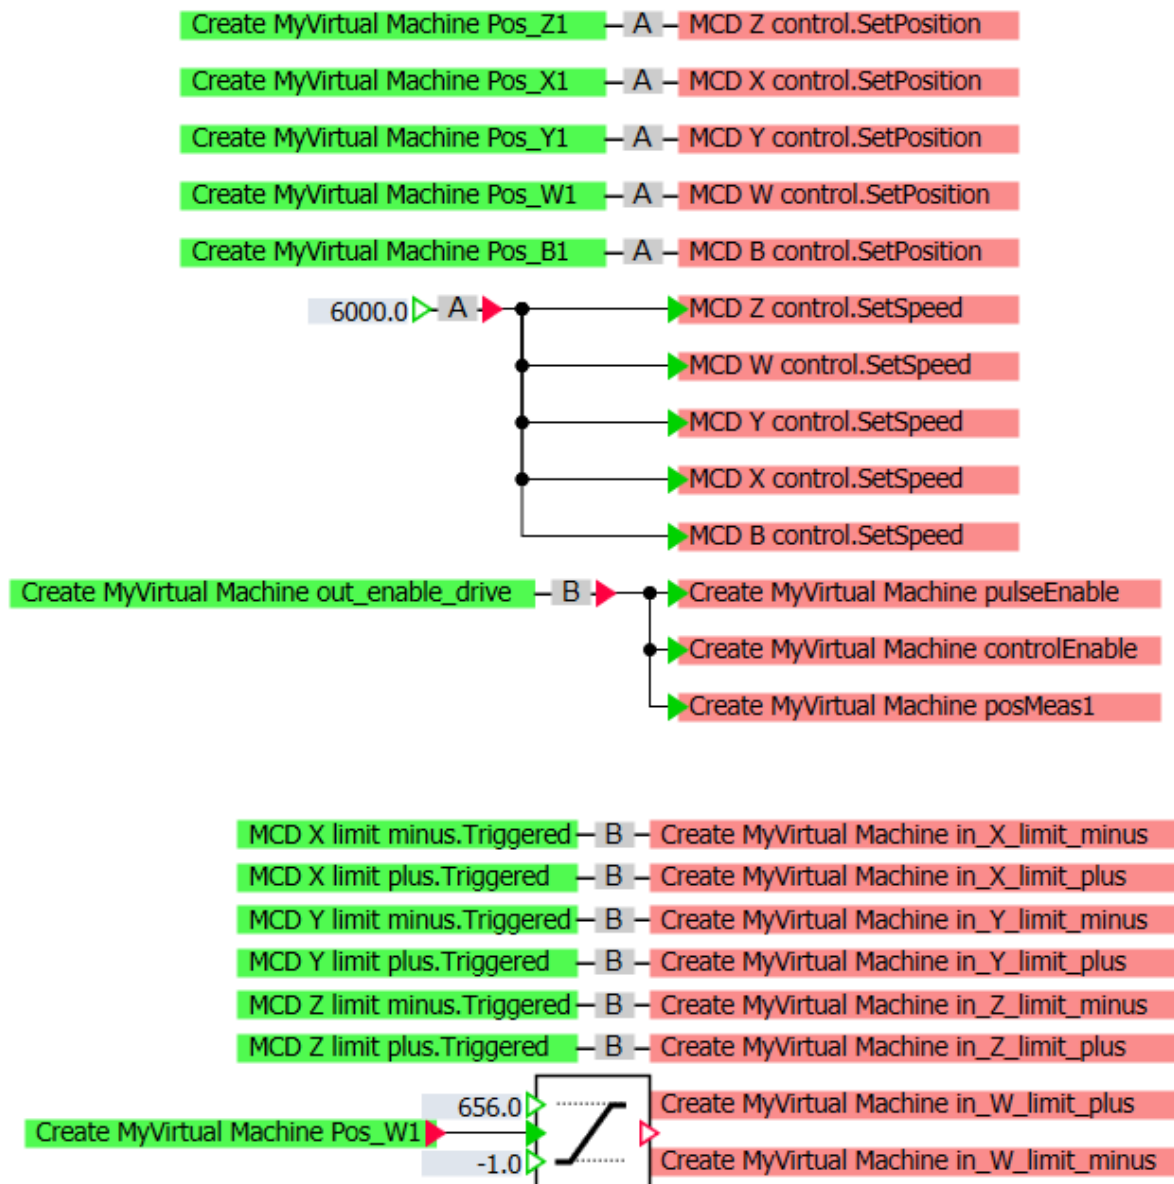 Create MyVirtual Machine Pos_Z1 A MCD Z control.SetPosition
Create MyVirtual Machine Pos_X1 A MCD X control.SetPosition
Create MyVirtual Machine Pos_Y1 A MCD Y control.SetPosition
Create MyVirtual Machine Pos_W1 A MCD W control.SetPosition
Create MyVirtual Machine Pos_B1 A MCD B control.SetPosition
6000.0 A MCD Z control.SetSpeed
MCD W control.SetSpeed
MCD Y control.SetSpeed
MCD X control.SetSpeed
MCD B control.SetSpeed
Create MyVirtual Machine out_enable_drive B Create MyVirtual Machine pulseEnable
Create MyVirtual Machine controlEnable
Create MyVirtual Machine posMeas1
MCD X limit minus.Triggered B Create MyVirtual Machine in_X_limit_minus
MCD X limit plus.Triggered B Create MyVirtual Machine in_X_limit_plus
MCD Y limit minus.Triggered B Create MyVirtual Machine in_Y_limit_minus
MCD Y limit plus.Triggered B Create MyVirtual Machine in_Y_limit_plus
MCD Z limit minus.Triggered B Create MyVirtual Machine in_Z_limit_minus
MCD Z limit plus.Triggered B Create MyVirtual Machine in_Z_limit_plus
656.0 Create MyVirtual Machine in_W_limit_plus
Create MyVirtual Machine Pos_W1
-1.0 Create MyVirtual Machine in_W_limit_minus